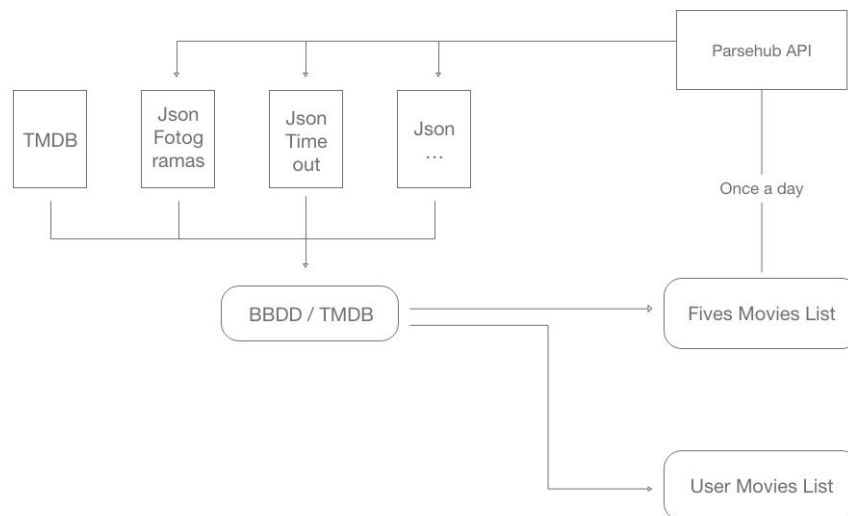 Parsehub API
TMDB
Json
Fotog
ramas
Json
Time
out
Json
...
Once a day
BBDD / TMDB
Fives Movies List
User Movies List